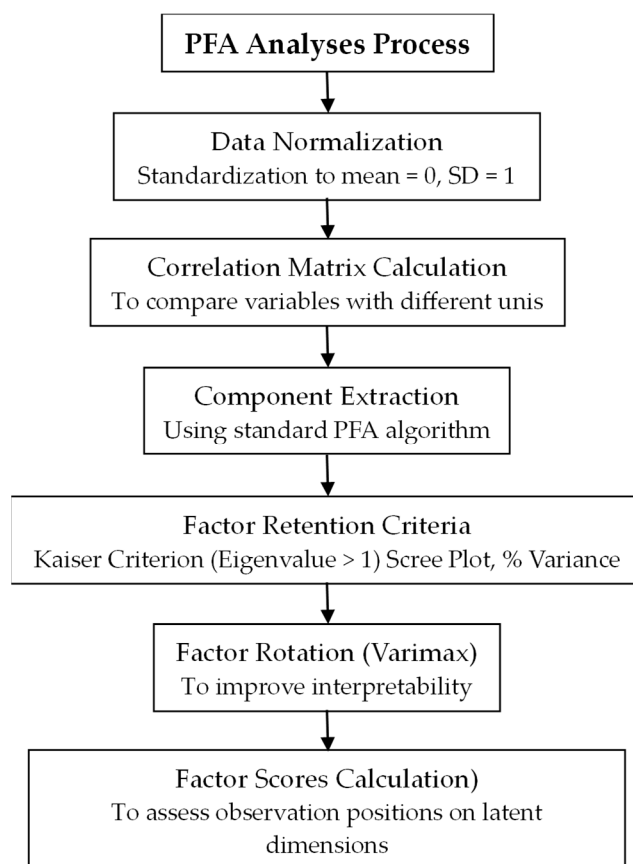 PFA Analyses Process
Data Normalization
Standardization to mean = 0, SD = 1
Correlation Matrix Calculation
To compare variables with different unis
Component Extraction
Using standard PFA algorithm
Factor Retention Criteria
Kaiser Criterion (Eigenvalue > 1) Scree Plot, % Variance
Factor Rotation (Varimax)
To improve interpretability
Factor Scores Calculation)
To assess observation positions on latent
dimensions